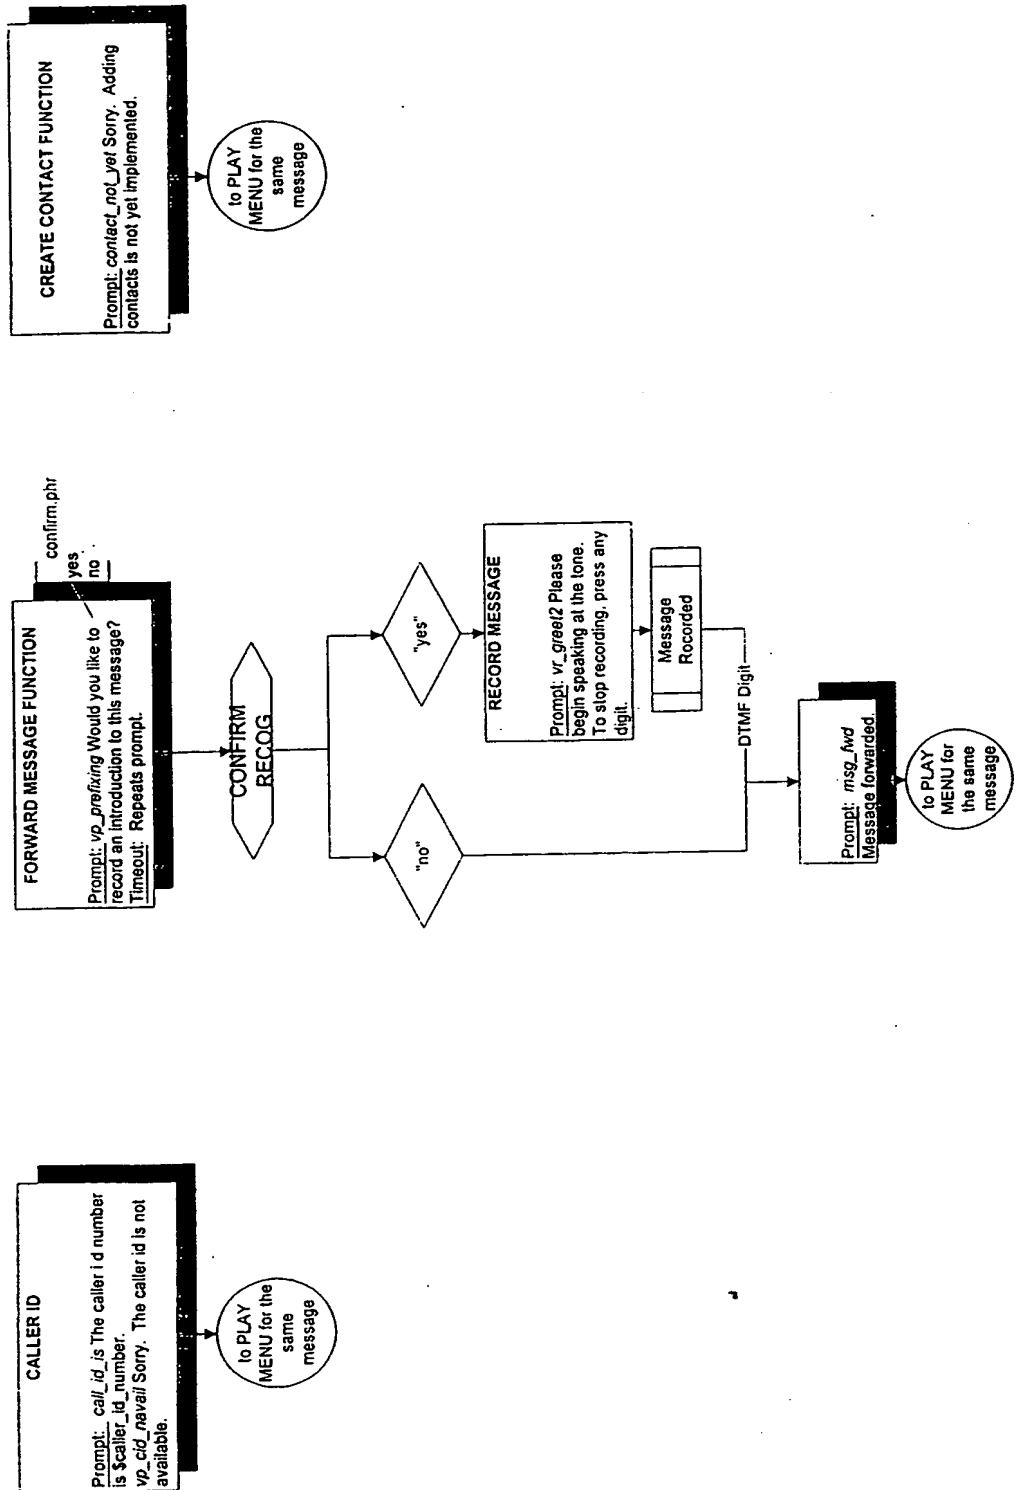 CALLER ID
Prompt: call_id_is The caller i d number
is $caller_id_number.
vp_cid_navail Sorry. The caller id is not
available.
to PLAY
MENU for the
same
message
FORWARD MESSAGE FUNCTION
Prompt: vp_prefixing Would you like to
record an introduction to this message?
Timeout: Repeats prompt.
confirm.phr
yes
no
CONFIRM
RECOG
"no"
"yes"
RECORD MESSAGE
Prompt: vr_greet2 Please
begin speaking at the tone.
To stop recording, press any
digit.
Message
Rocorded
DTMF Digit
Prompt: msg_fwd
Message forwarded.
to PLAY
MENU for
the same
message
CREATE CONTACT FUNCTION
Prompt: contact_not_yet Sorry. Adding
contacts is not yet implemented.
to PLAY
MENU for the
same
message